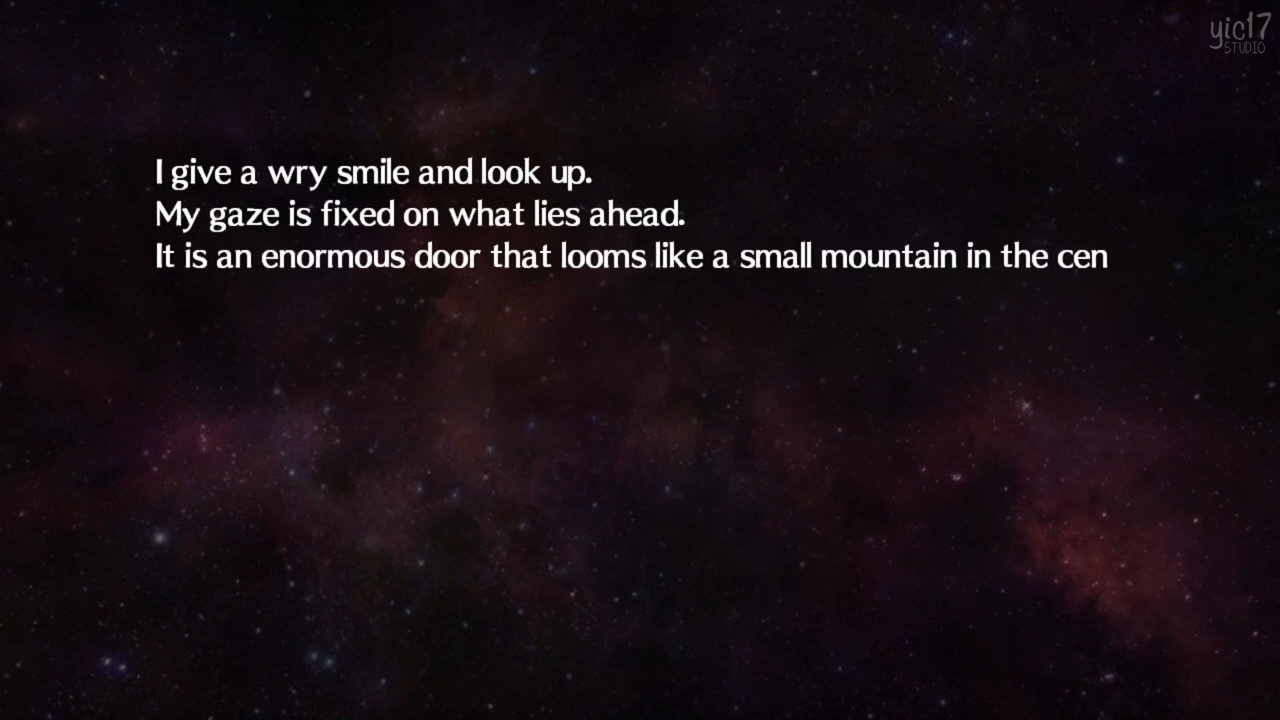 yic17
STUDIO
I give a wry smile and look up.
My gaze is fixed on what lies ahead.
It is an enormous door that looms like a small mountain in the cen